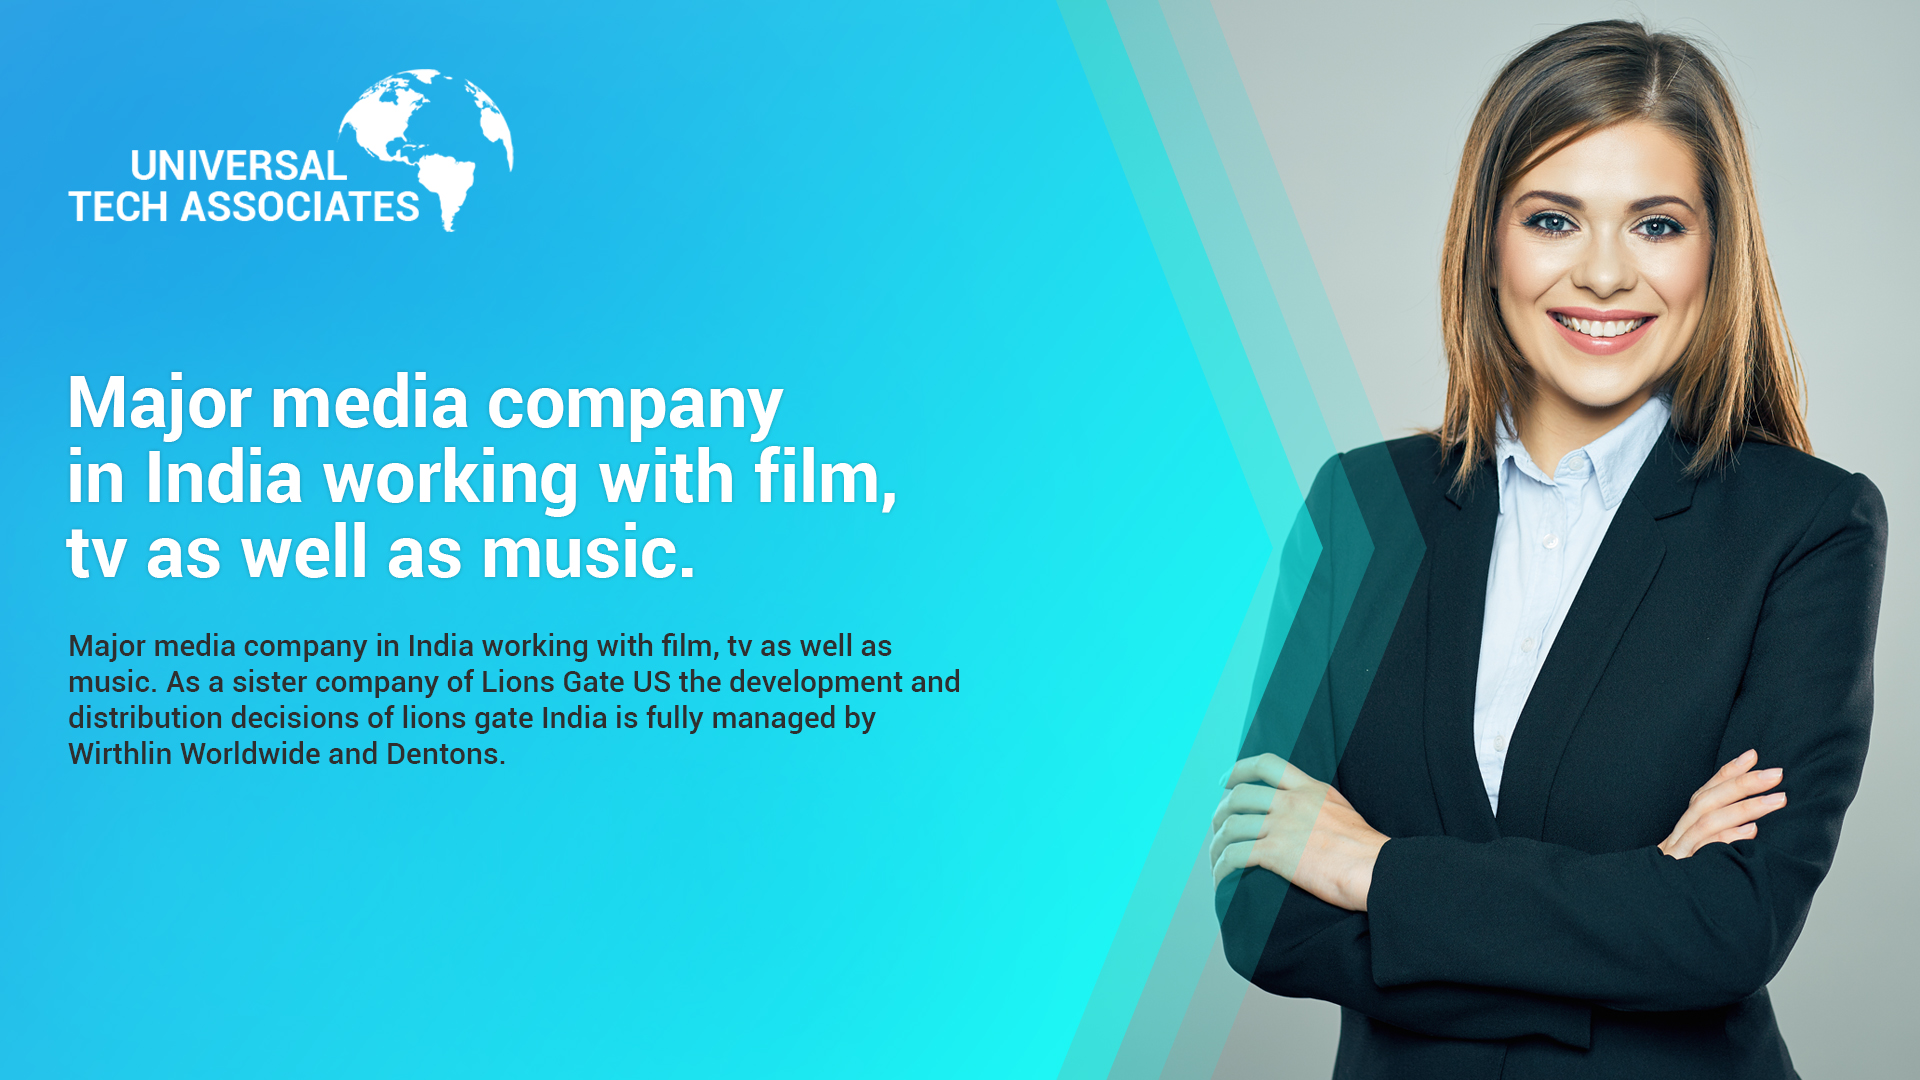 UNIVERSAL
TECH ASSOCIATES
Major media company
in India working with film,
tv as well as music.
Major media company in India working with film, tv as well as
music. As a sister company of Lions Gate US the development and
distribution decisions of lions gate India is fully managed by
Wirthlin Worldwide and Dentons.